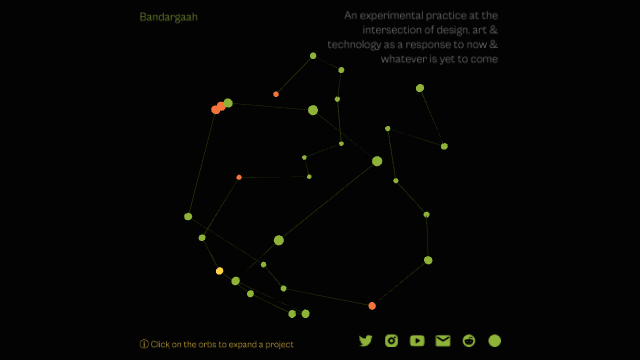 Bandargaah
An experimental practice at the
intersection of design, art &
technology as a response to now &
whatever is yet to come
Click on the orbs to expand a project